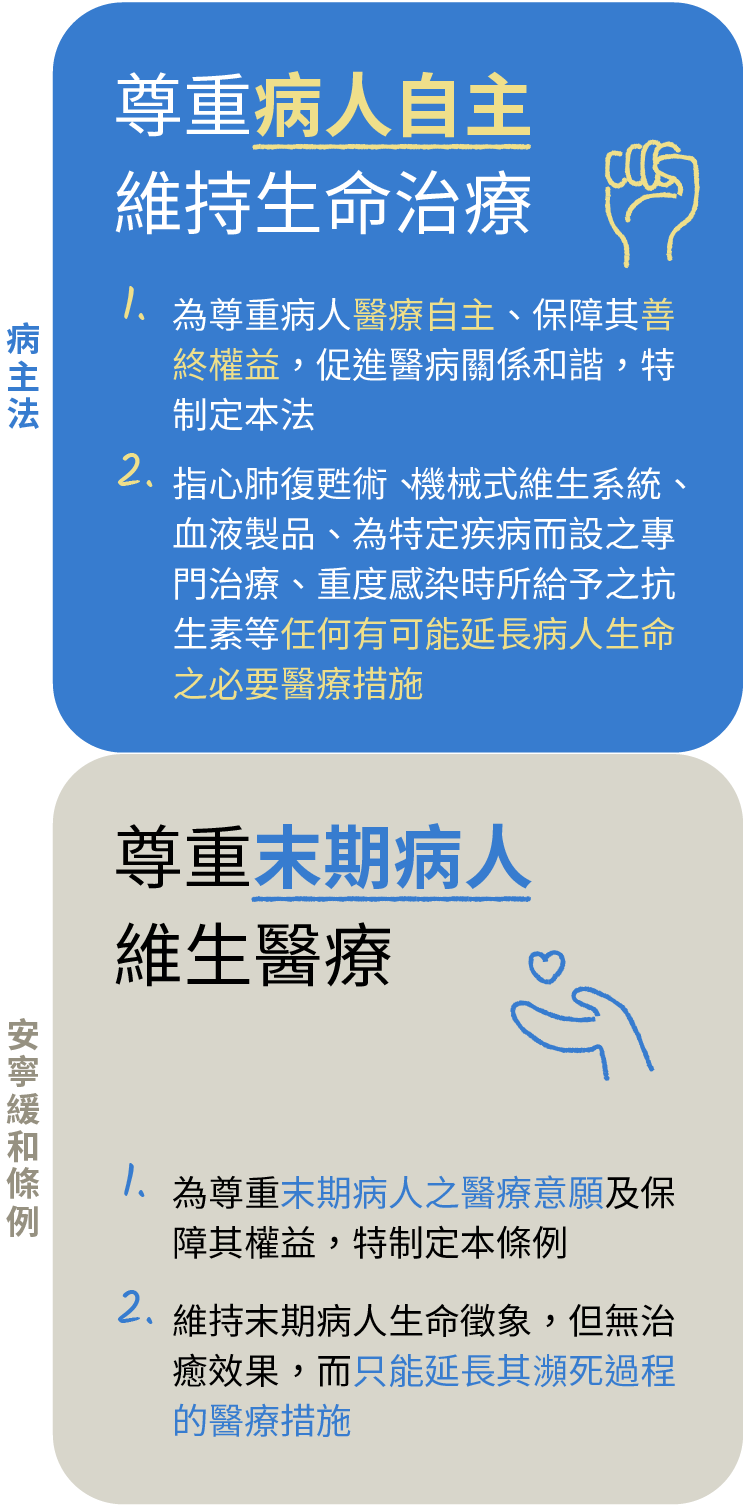 病主法
尊重病人自主
維持生命治療
1. 為尊重病人醫療自主、保障其善
終權益，促進醫病關係和諧，特
制定本法
2. 指心肺復甦術、機械式維生系統、
血液製品、為特定疾病而設之專
門治療、重度感染時所給予之抗
生素等任何有可能延長病人生命
之必要醫療措施
安寧緩和條例
尊重末期病人
維生醫療
1. 為尊重末期病人之醫療意願及保
障其權益，特制定本條例
2. 維持末期病人生命徵象，但無治
癒效果，而只能延長其瀕死過程
的醫療措施